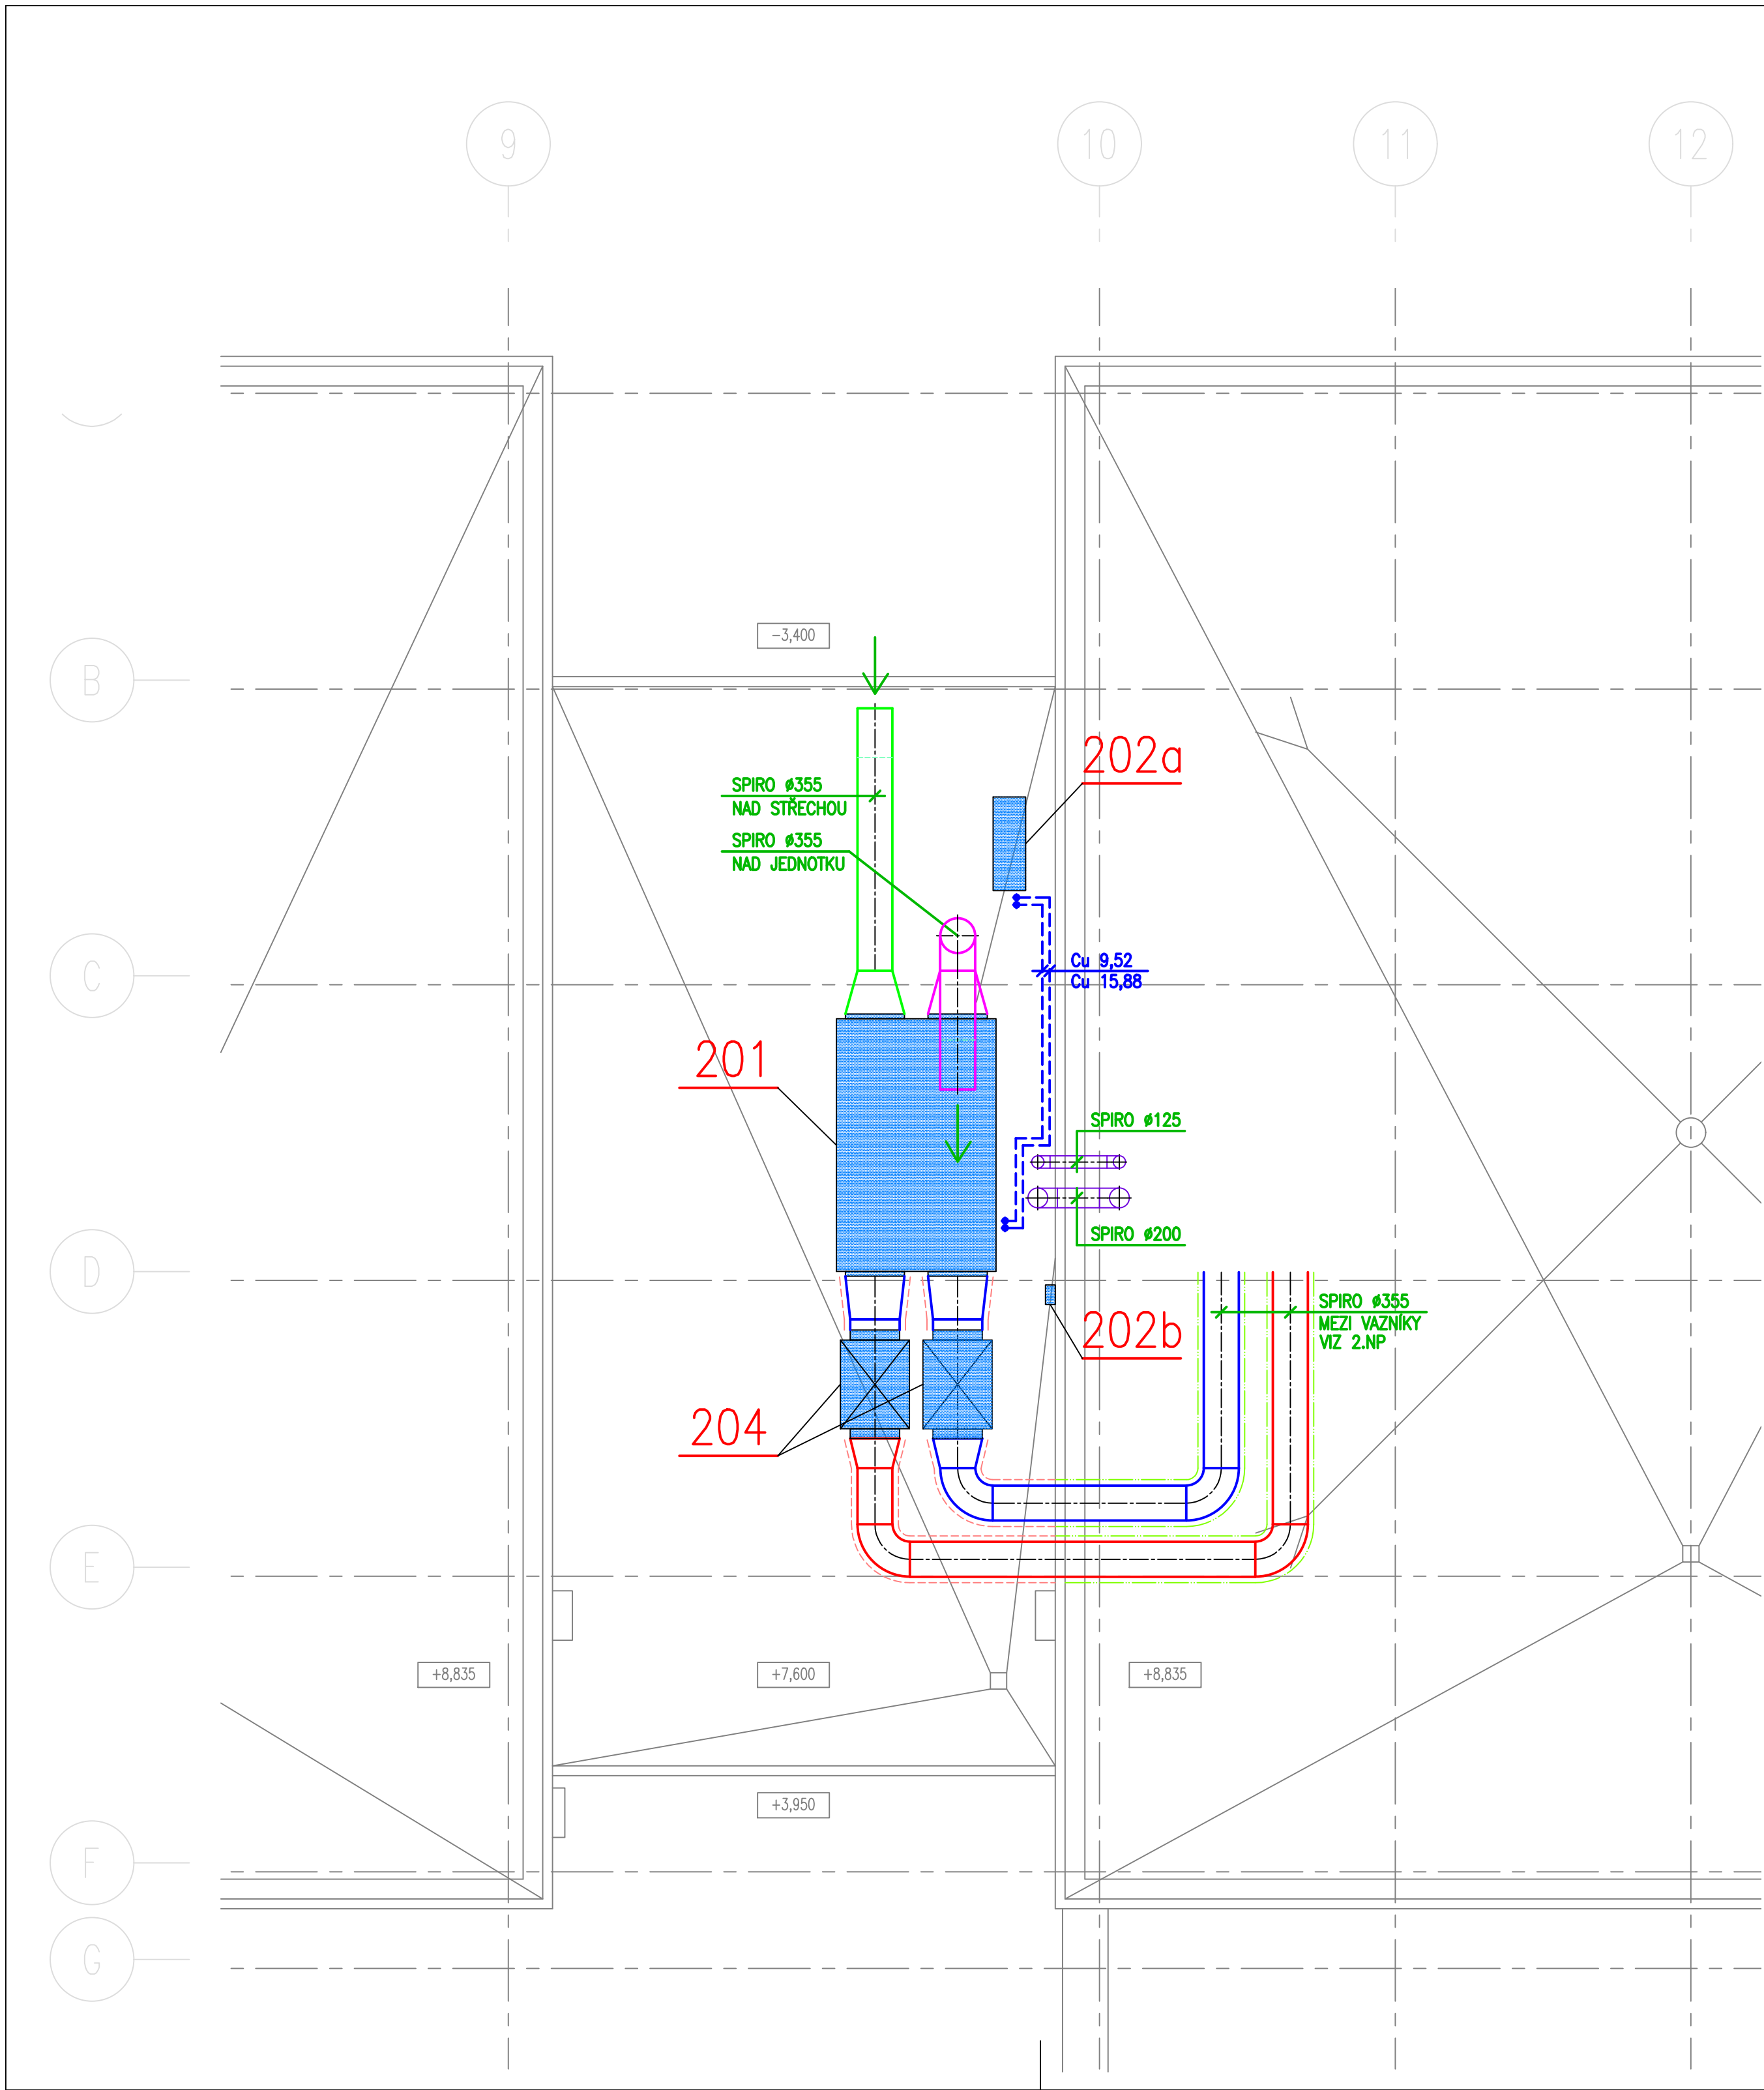 9
10
11
12
B
-3,400
202a
SPIRO ø355
NAD STŘECHOU
SPIRO ø355
NAD JEDNOTKU
C
Cu 9,52
Cu 15,88
201
SPIRO ø125
SPIRO ø200
D
SPIRO ø355
MEZI VAZNÍKY
VIZ 2.NP
202b
204
E
+8,835
+7,600
+8,835
+3,950
F
G